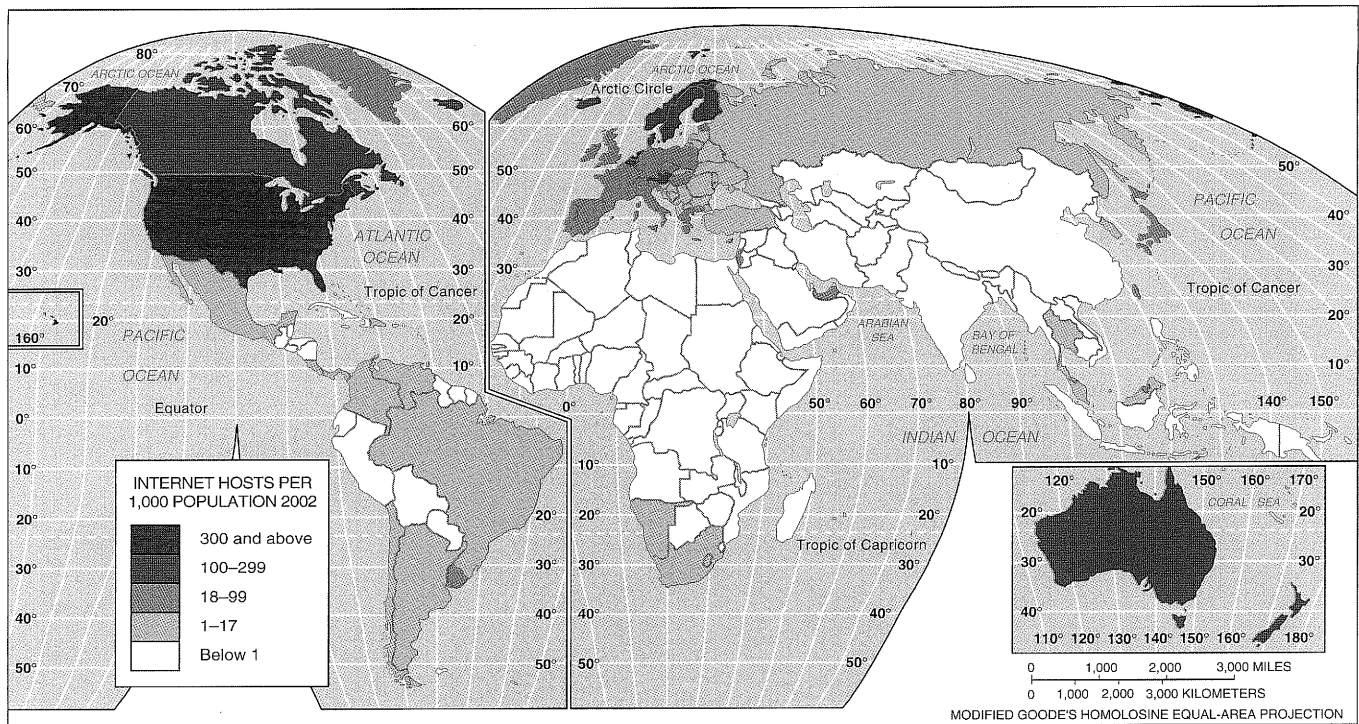 80°
ARCTIC OCEAN
ARCTIC OCEAN
70°
Arctic Circle
60°
60°
60°
50°
50°
50°
50°
PACIFIC
OCEAN
40°
40°
40°
40°
ATLANTIC
OCEAN
30°
30°
30°
30°
Tropic of Cancer
Tropic of Cancer
160°
20°
20°
20°
PACIFIC
OCEAN
ARABIAN
SEA
BAY OF
BENGAL
10°
10°
10°
Equator
0°
0°
50°
60°
70°
80°
90°
140°
150°
INDIAN OCEAN
10°
10°
10°
10°
INTERNET HOSTS PER
1,000 POPULATION 2002
300 and above
100–299
18–99
1–17
Below 1
20°
20°
20°
20°
Tropic of Capricorn
30°
30°
30°
30°
40°
40°
40°
40°
50°
50°
50°
50°
120°
150°
160°
170°
CORAL SEA
20°
20°
30°
30°
40°
40°
110° 120° 130° 140° 150° 160° 180°
0 1,000 2,000 3,000 MILES
0 1,000 2,000 3,000 KILOMETERS
MODIFIED GOODE'S HOMOLOSINE EQUAL-AREA PROJECTION